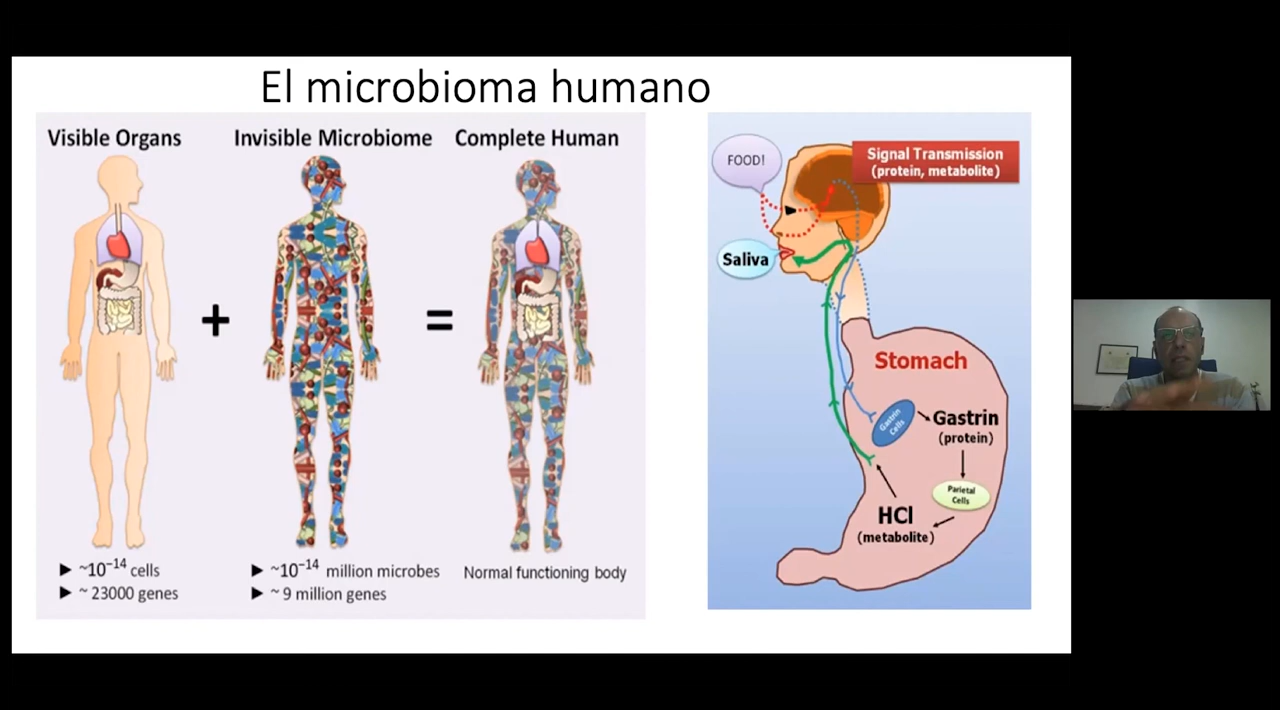 El microbioma humano
Visible Organs
Invisible Microbiome
Complete Human
+
=
► ~10⁻¹⁴ cells
► ~ 23000 genes
► ~10⁻¹⁴ million microbes
► ~ 9 million genes
Normal functioning body
FOOD!
Signal Transmission
(protein, metabolite)
Saliva
Stomach
Gastrin
Cells
Gastrin
(protein)
Parietal
Cells
HCl
(metabolite)